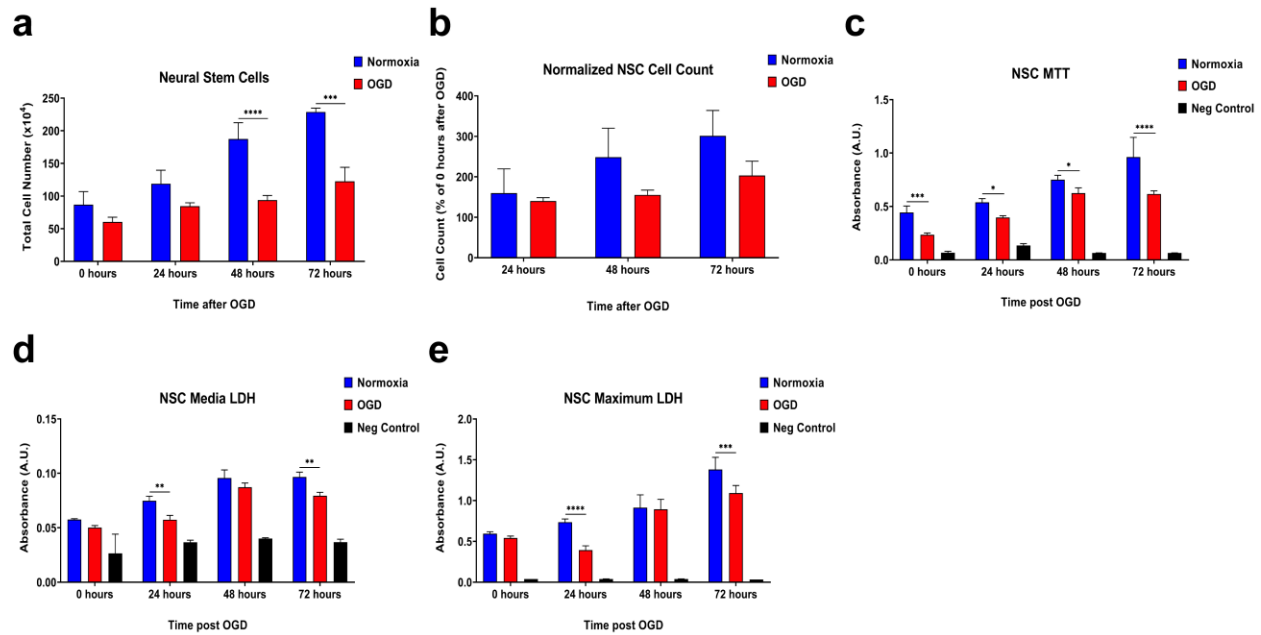 a
Neural Stem Cells
Normoxia
OGD
Total Cell Number (x10⁴)
250
200
150
100
50
0
****
***
0 hours
24 hours
48 hours
72 hours
Time after OGD
b
Normalized NSC Cell Count
Normoxia
OGD
Cell Count (% of 0 hours after OGD)
400
300
200
100
0
24 hours
48 hours
72 hours
Time after OGD
c
NSC MTT
Normoxia
OGD
Neg Control
Absorbance (A.U.)
1.5
1.0
0.5
0.0
***
*
*
****
0 hours
24 hours
48 hours
72 hours
Time post OGD
d
NSC Media LDH
Normoxia
OGD
Neg Control
Absorbance (A.U.)
0.15
0.10
0.05
0.00
**
**
0 hours
24 hours
48 hours
72 hours
Time post OGD
e
NSC Maximum LDH
Normoxia
OGD
Neg Control
Absorbance (A.U.)
2.0
1.5
1.0
0.5
0.0
****
***
0 hours
24 hours
48 hours
72 hours
Time post OGD